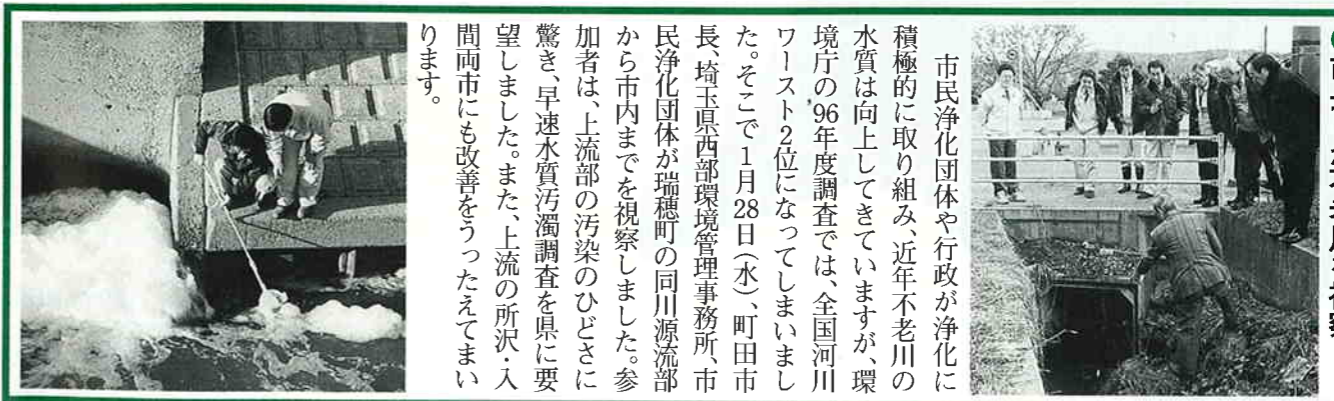 市民浄化団体や行政が浄化に
積極的に取り組み、近年不老川の
水質は向上してきていますが、環
境庁の'96年度調査では、全国河川
ワースト2位になってしまいまし
た。そこで1月28日(水)、町田市
長、埼玉県西部環境管理事務所、市
民浄化団体が瑞穂町の同川源流部
から市内までを視察しました。参
加者は、上流部の汚染のひどさに
驚き、早速水質汚濁調査を県に要
望しました。また、上流の所沢・入
間両市にも改善をうったえてまい
ります。